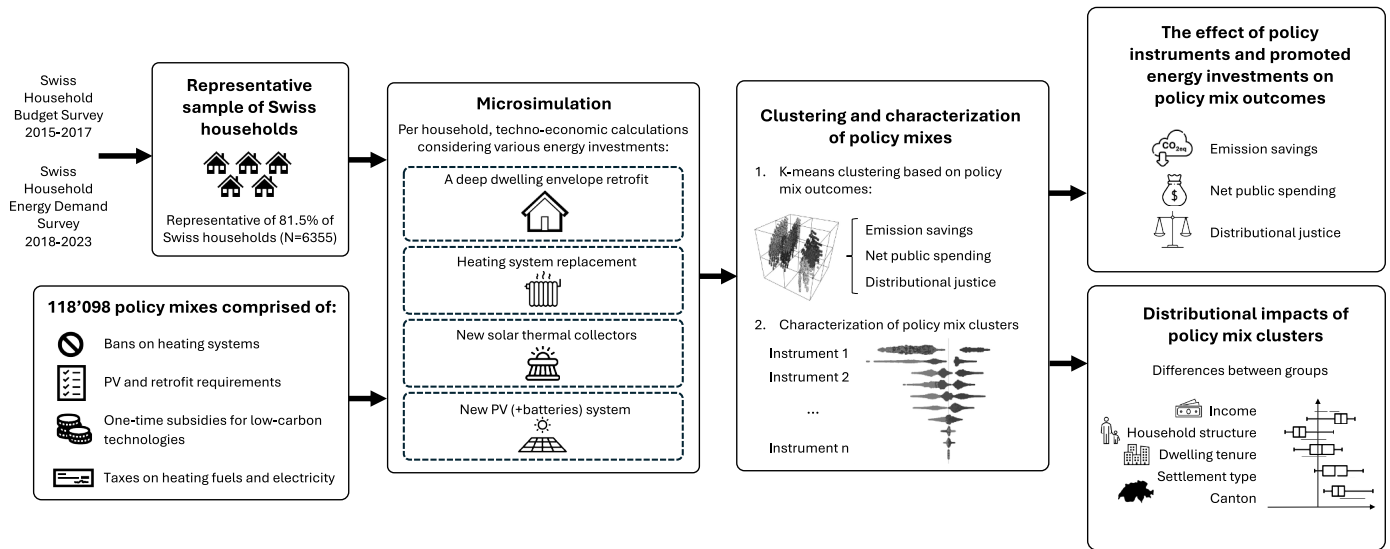 Swiss
Household
Budget Survey
2015-2017
Swiss
Household
Energy Demand
Survey
2018-2023
Representative
sample of Swiss
households
Representative of 81.5% of
Swiss households (N=6355)
118'098 policy mixes comprised of:
Bans on heating systems
PV and retrofit requirements
One-time subsidies for low-carbon
technologies
Taxes on heating fuels and electricity
Microsimulation
Per household, techno-economic calculations
considering various energy investments:
A deep dwelling envelope retrofit
Heating system replacement
New solar thermal collectors
New PV (+batteries) system
Clustering and characterization
of policy mixes
1. K-means clustering based on policy
mix outcomes:
Emission savings
Net public spending
Distributional justice
2. Characterization of policy mix clusters
Instrument 1
Instrument 2
...
Instrument n
The effect of policy
instruments and promoted
energy investments on
policy mix outcomes
CO2eq
Emission savings
$
Net public spending
Distributional justice
Distributional impacts of
policy mix clusters
Differences between groups
Income
Household structure
Dwelling tenure
Settlement type
Canton